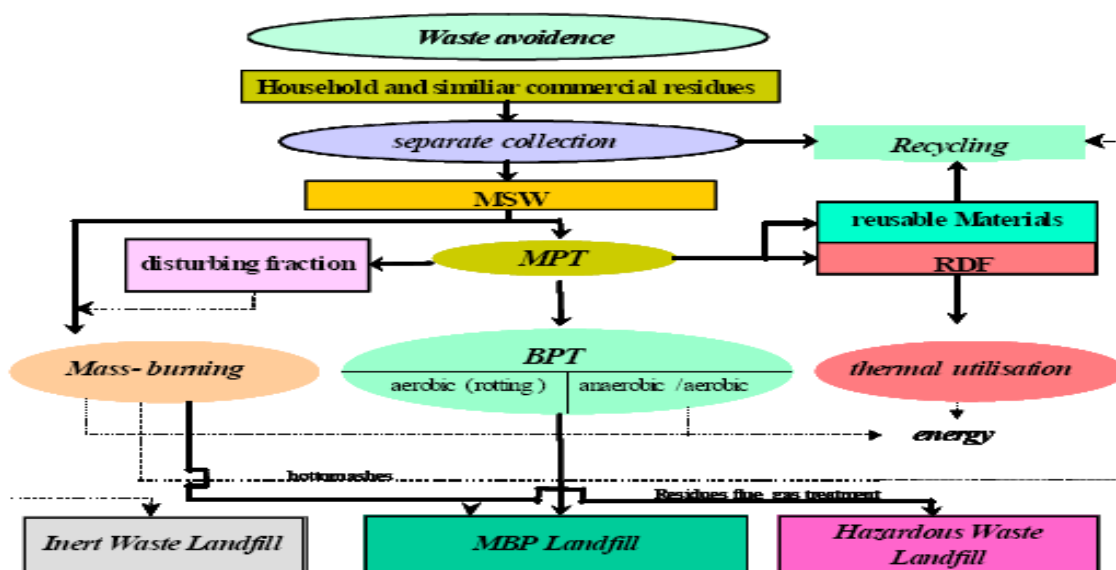 Waste avoidence
Household and similiar commercial residues
separate collection
Recycling
MSW
reusable Materials
disturbing fraction
MPT
RDF
Mass- burning
BPT
aerobic (rotting )
anaerobic /aerobic
thermal utilisation
energy
bottomashes
Residues flue gas treatment
Inert Waste Landfill
MBP Landfill
Hazardous Waste
Landfill